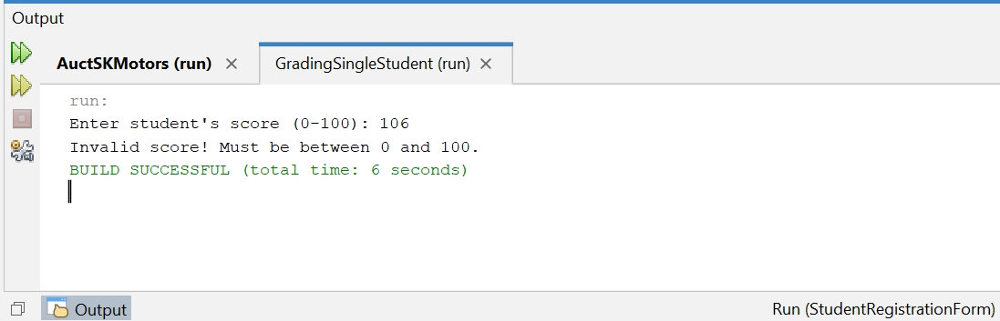 Output
AuctSKMotors (run)
GradingSingleStudent (run)
run:
Enter student's score (0-100): 106
Invalid score! Must be between 0 and 100.
BUILD SUCCESSFUL (total time: 6 seconds)
Output
Run (StudentRegistrationForm)